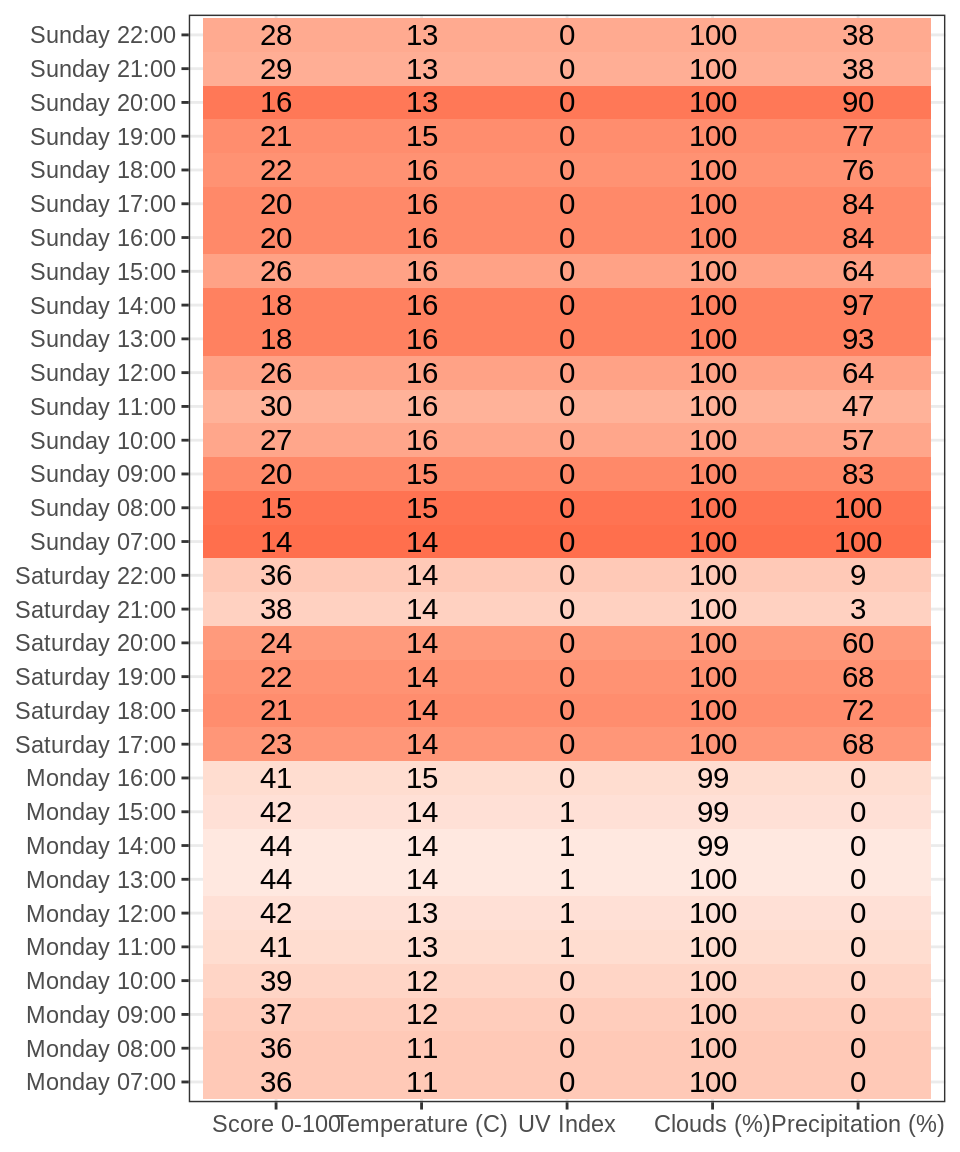 Sunday 22:00 28 13 0 100 38
Sunday 21:00 29 13 0 100 38
Sunday 20:00 16 13 0 100 90
Sunday 19:00 21 15 0 100 77
Sunday 18:00 22 16 0 100 76
Sunday 17:00 20 16 0 100 84
Sunday 16:00 20 16 0 100 84
Sunday 15:00 26 16 0 100 64
Sunday 14:00 18 16 0 100 97
Sunday 13:00 18 16 0 100 93
Sunday 12:00 26 16 0 100 64
Sunday 11:00 30 16 0 100 47
Sunday 10:00 27 16 0 100 57
Sunday 09:00 20 15 0 100 83
Sunday 08:00 15 15 0 100 100
Sunday 07:00 14 14 0 100 100
Saturday 22:00 36 14 0 100 9
Saturday 21:00 38 14 0 100 3
Saturday 20:00 24 14 0 100 60
Saturday 19:00 22 14 0 100 68
Saturday 18:00 21 14 0 100 72
Saturday 17:00 23 14 0 100 68
Monday 16:00 41 15 0 99 0
Monday 15:00 42 14 1 99 0
Monday 14:00 44 14 1 99 0
Monday 13:00 44 14 1 100 0
Monday 12:00 42 13 1 100 0
Monday 11:00 41 13 1 100 0
Monday 10:00 39 12 0 100 0
Monday 09:00 37 12 0 100 0
Monday 08:00 36 11 0 100 0
Monday 07:00 36 11 0 100 0
Score 0-100 Temperature (C) UV Index Clouds (%) Precipitation (%)